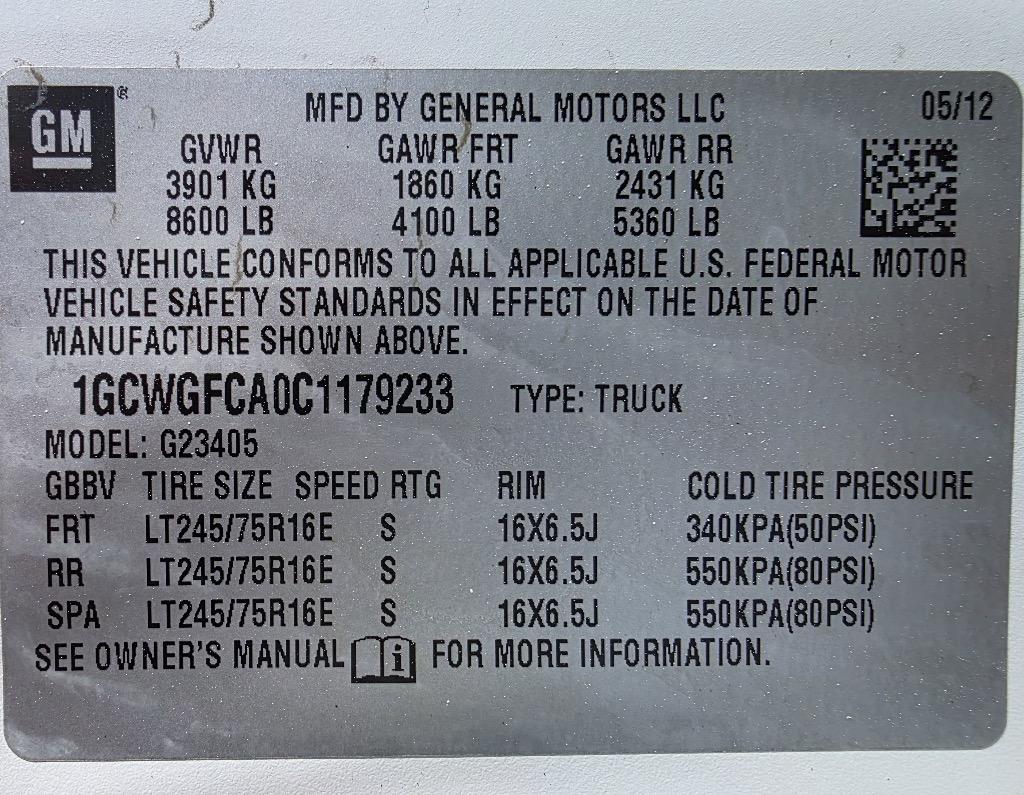 GM ®
MFD BY GENERAL MOTORS LLC 05/12
GVWR GAWR FRT GAWR RR
3901 KG 1860 KG 2431 KG
8600 LB 4100 LB 5360 LB
THIS VEHICLE CONFORMS TO ALL APPLICABLE U.S. FEDERAL MOTOR
VEHICLE SAFETY STANDARDS IN EFFECT ON THE DATE OF
MANUFACTURE SHOWN ABOVE.
1GCWGFCA0C1179233 TYPE: TRUCK
MODEL: G23405
GBBV TIRE SIZE SPEED RTG RIM COLD TIRE PRESSURE
FRT LT245/75R16E S 16X6.5J 340KPA(50PSI)
RR LT245/75R16E S 16X6.5J 550KPA(80PSI)
SPA LT245/75R16E S 16X6.5J 550KPA(80PSI)
SEE OWNER'S MANUAL i FOR MORE INFORMATION.